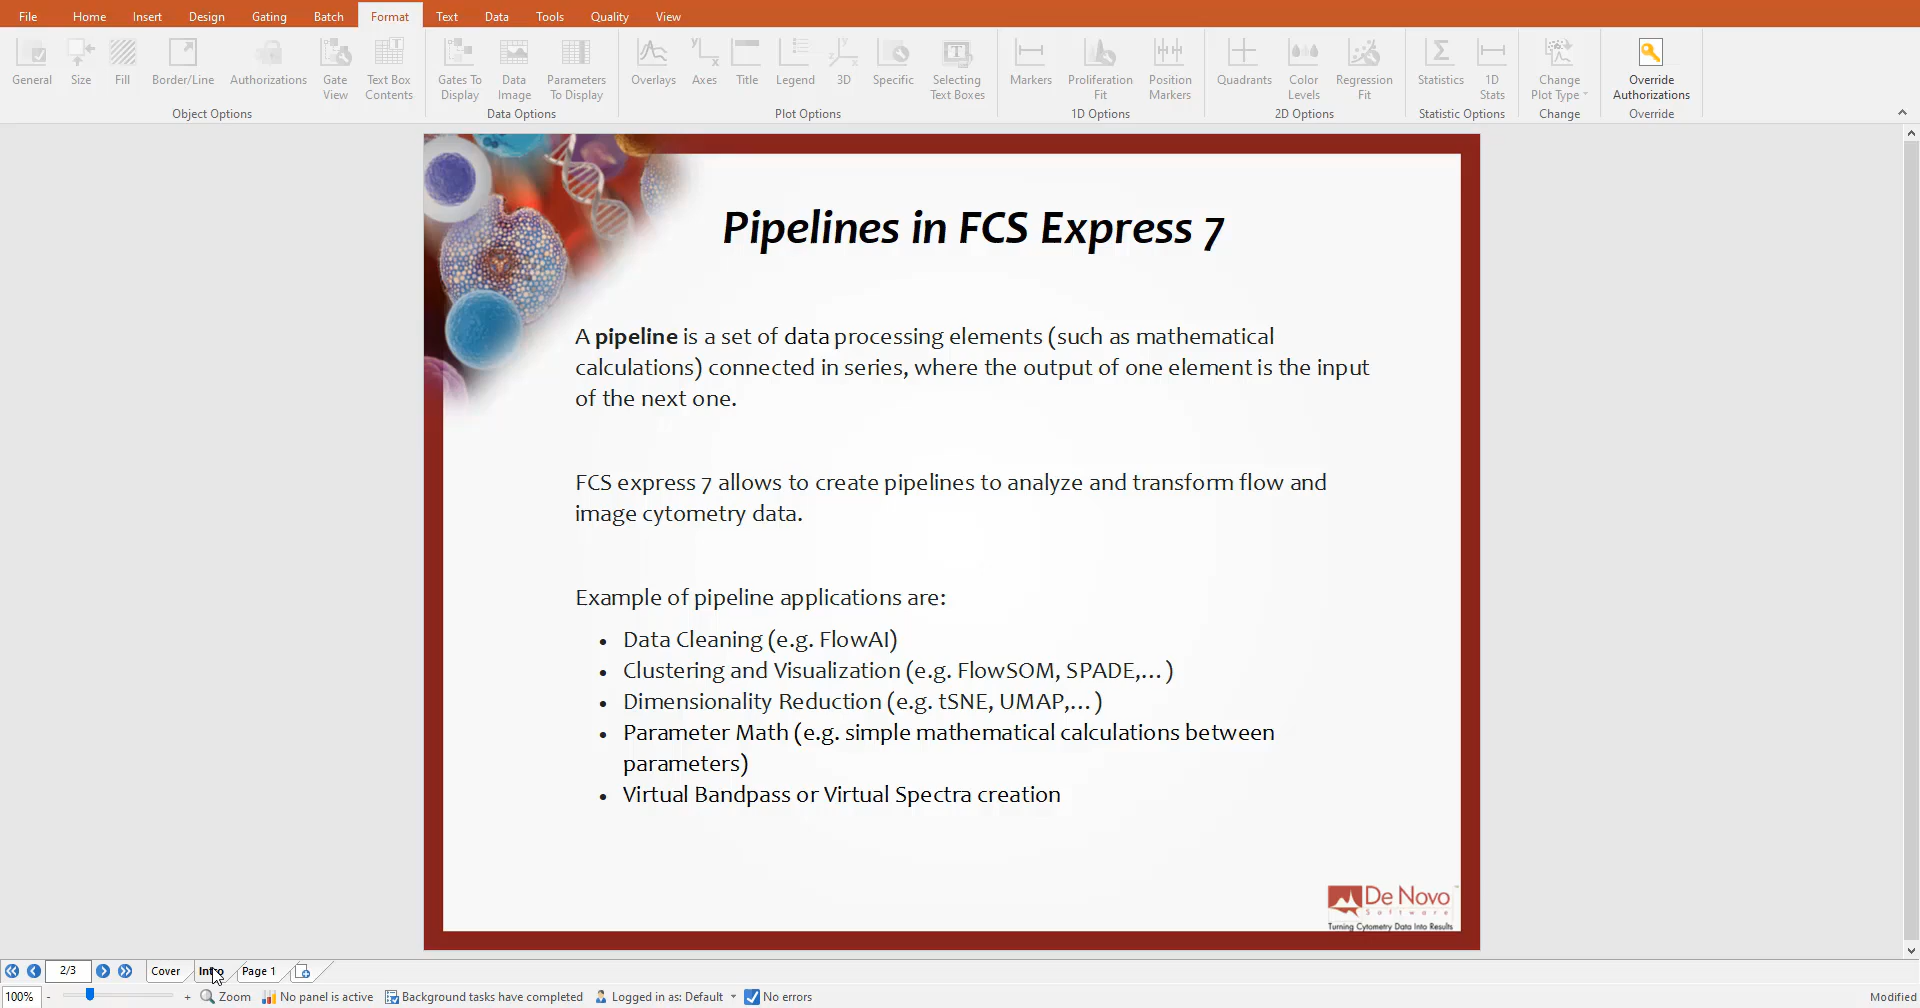 File Home Insert Design Gating Batch Format Text Data Tools Quality View
General Size Fill Border/Line Authorizations Gate View Text Box Contents
Object Options
Gates To Display Data Image Parameters To Display
Data Options
Overlays Axes Title Legend 3D Specific Selecting Text Boxes
Plot Options
Markers Proliferation Fit Position Markers
1D Options
Quadrants Color Levels Regression Fit
2D Options
Statistics 1D Stats
Statistic Options
Change Plot Type
Change
Override Authorizations
Override
Pipelines in FCS Express 7
A pipeline is a set of data processing elements (such as mathematical
calculations) connected in series, where the output of one element is the input
of the next one.
FCS express 7 allows to create pipelines to analyze and transform flow and
image cytometry data.
Example of pipeline applications are:
• Data Cleaning (e.g. FlowAI)
• Clustering and Visualization (e.g. FlowSOM, SPADE,... )
• Dimensionality Reduction (e.g. tSNE, UMAP,... )
• Parameter Math (e.g. simple mathematical calculations between
parameters)
• Virtual Bandpass or Virtual Spectra creation
De Novo
Software
Turning Cytometry Data Into Results
2/3 Cover Intro Page 1
100% - + Zoom No panel is active Background tasks have completed Logged in as: Default No errors Modified